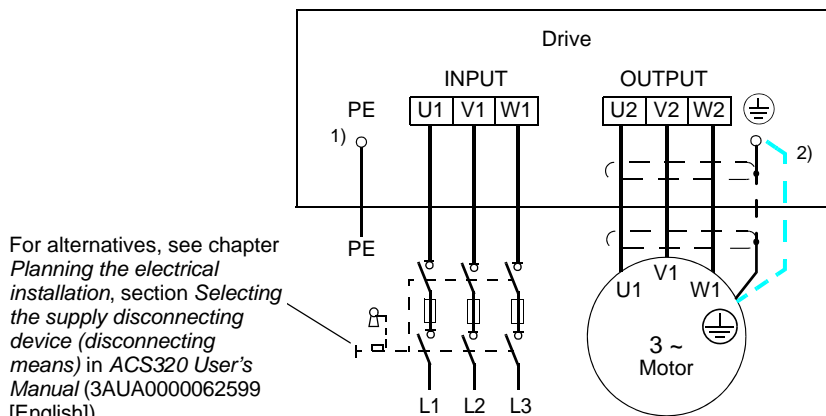 Drive
INPUT OUTPUT
PE U1 V1 W1 U2 V2 W2
1) 2)
PE
For alternatives, see chapter
Planning the electrical
installation, section Selecting
the supply disconnecting
device (disconnecting
means) in ACS320 User's
Manual (3AUA0000062599
[English])
U1 V1 W1
3 ~
Motor
L1 L2 L3